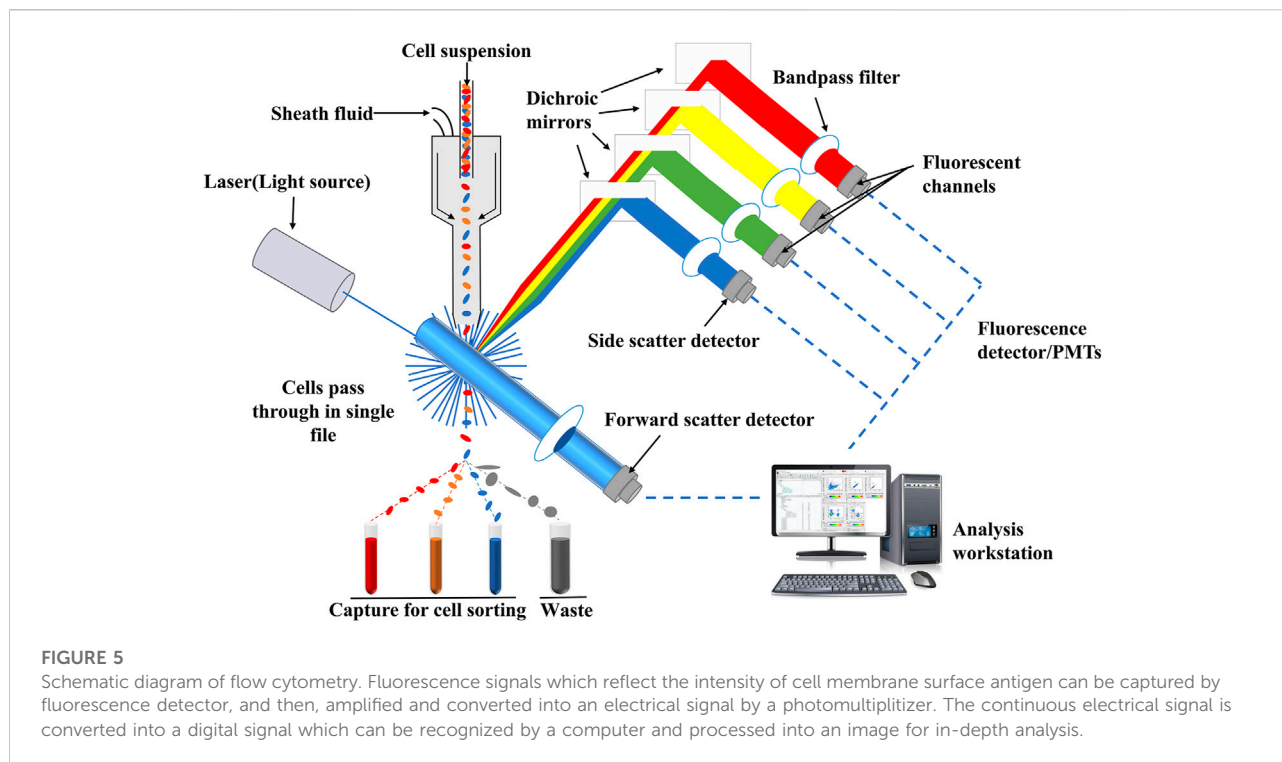 Cell suspension
Sheath fluid
Laser(Light source)
Dichroic
mirrors
Bandpass filter
Fluorescent
channels
Side scatter detector
Fluorescence
detector/PMTs
Cells pass
through in single
file
Forward scatter detector
Analysis
workstation
Capture for cell sorting
Waste
FIGURE 5
Schematic diagram of flow cytometry. Fluorescence signals which reflect the intensity of cell membrane surface antigen can be captured by
fluorescence detector, and then, amplified and converted into an electrical signal by a photomultiplitizer. The continuous electrical signal is
converted into a digital signal which can be recognized by a computer and processed into an image for in-depth analysis.